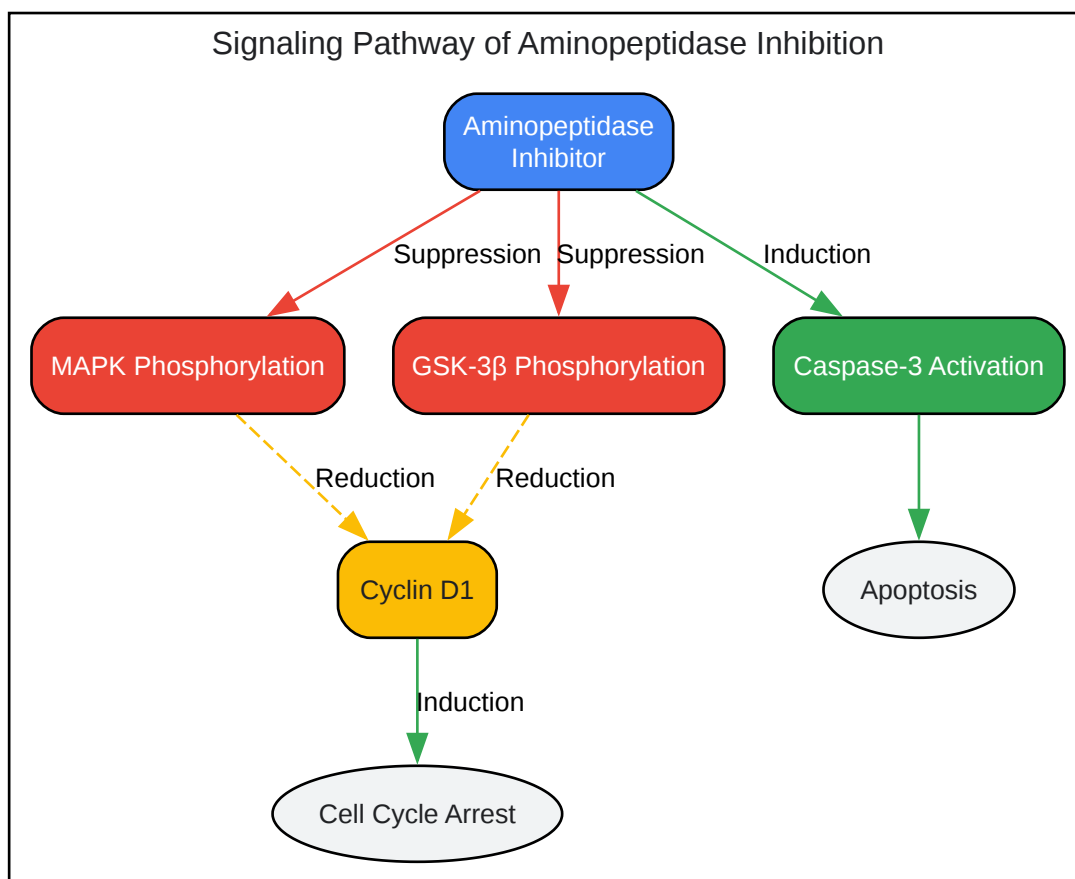 Signaling Pathway of Aminopeptidase Inhibition
Aminopeptidase
Inhibitor
Suppression
Suppression
Induction
MAPK Phosphorylation
GSK-3β Phosphorylation
Caspase-3 Activation
Reduction
Reduction
Cyclin D1
Apoptosis
Induction
Cell Cycle Arrest